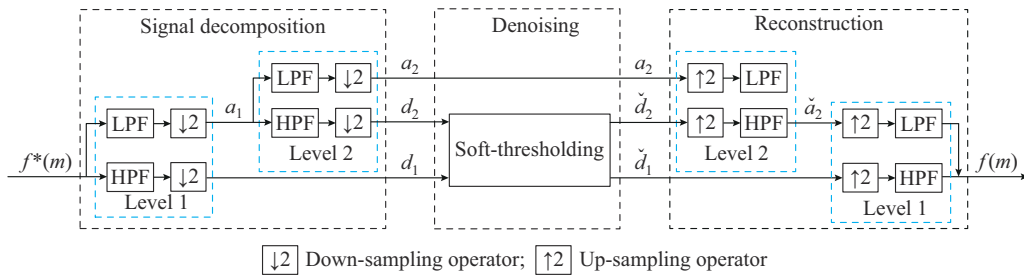 Signal decomposition
Denoising
Reconstruction
LPF ↓2 a₂ a₂ ↑2 LPF
LPF ↓2 a₁ HPF ↓2 d₂ ď₂ ↑2 HPF ǎ₂ ↑2 LPF
Level 2
Soft-thresholding
Level 2
f*(m) HPF ↓2 d₁ ď₁ ↑2 HPF f(m)
Level 1
Level 1
↓2 Down-sampling operator; ↑2 Up-sampling operator